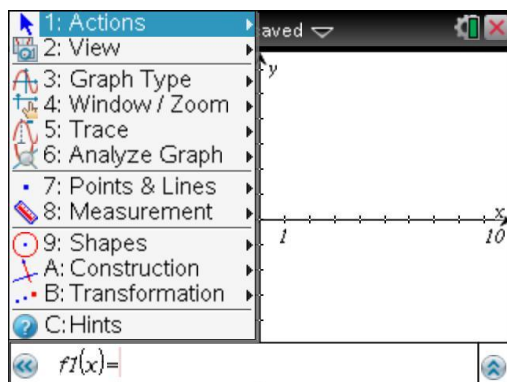 1: Actions
aved
2: View
y
3: Graph Type
4: Window / Zoom
5: Trace
6: Analyze Graph
7: Points & Lines
8: Measurement
x
1
10
9: Shapes
A: Construction
B: Transformation
C: Hints
f1(x)=